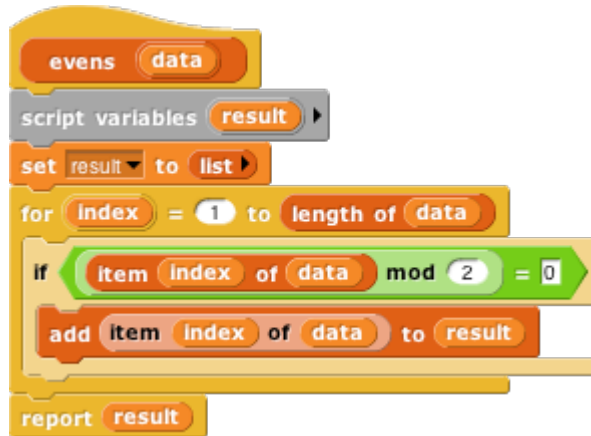 evens data
script variables result
set result to list
for index = 1 to length of data
if item index of data mod 2 = 0
add item index of data to result
report result